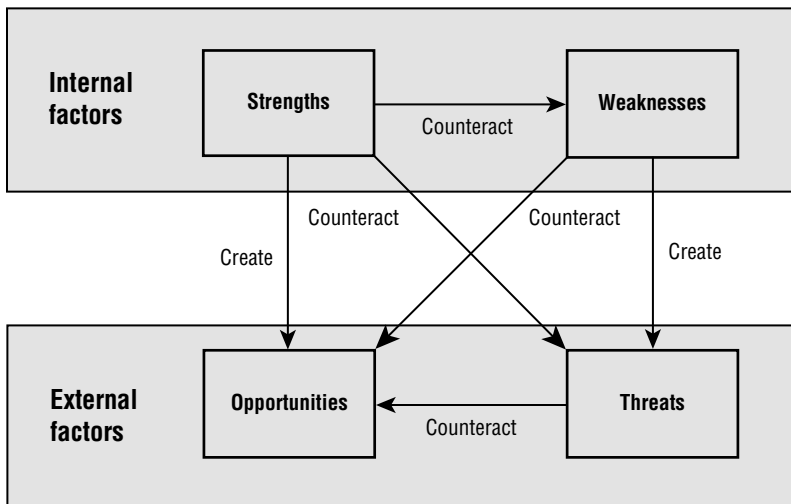 Internal
factors
Strengths
Weaknesses
Counteract
Counteract
Counteract
Create
Create
External
factors
Opportunities
Threats
Counteract